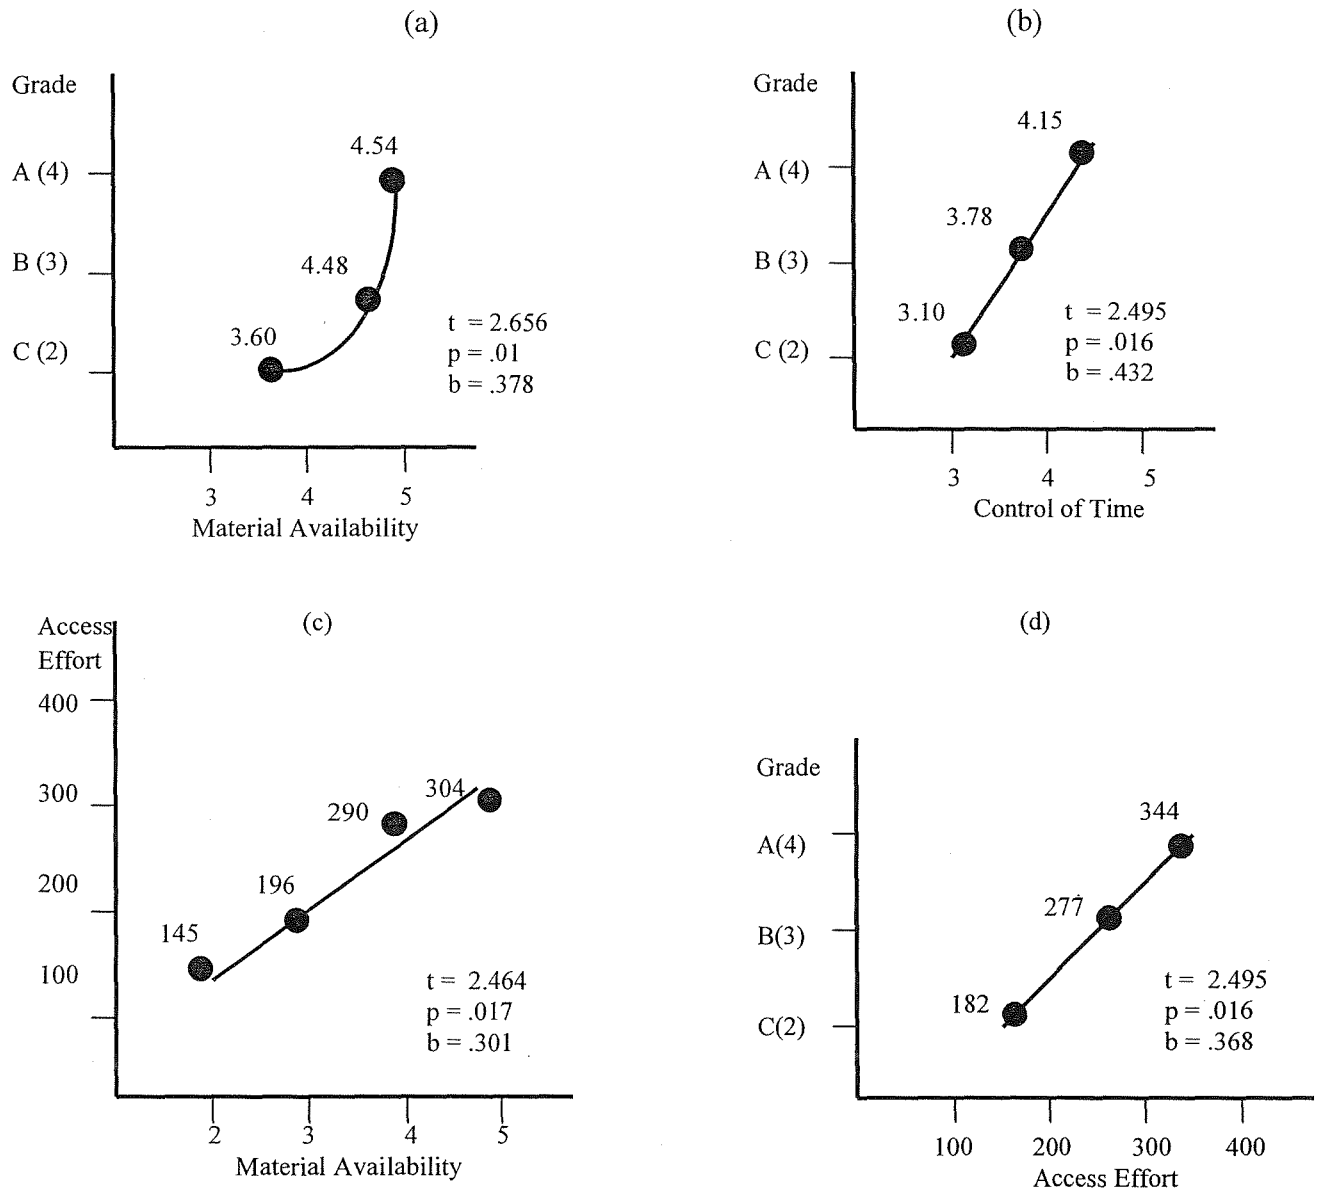 (a)
Grade
4.54
A (4)
B (3)
4.48
3.60
C (2)
t = 2.656
p = .01
b = .378
3 4 5
Material Availability
(b)
Grade
4.15
A (4)
3.78
B (3)
3.10
C (2)
t = 2.495
p = .016
b = .432
3 4 5
Control of Time
(c)
Access
Effort
400
300
304
290
200
196
145
100
t = 2.464
p = .017
b = .301
2 3 4 5
Material Availability
(d)
Grade
344
A(4)
277
B(3)
182
C(2)
t = 2.495
p = .016
b = .368
100 200 300 400
Access Effort